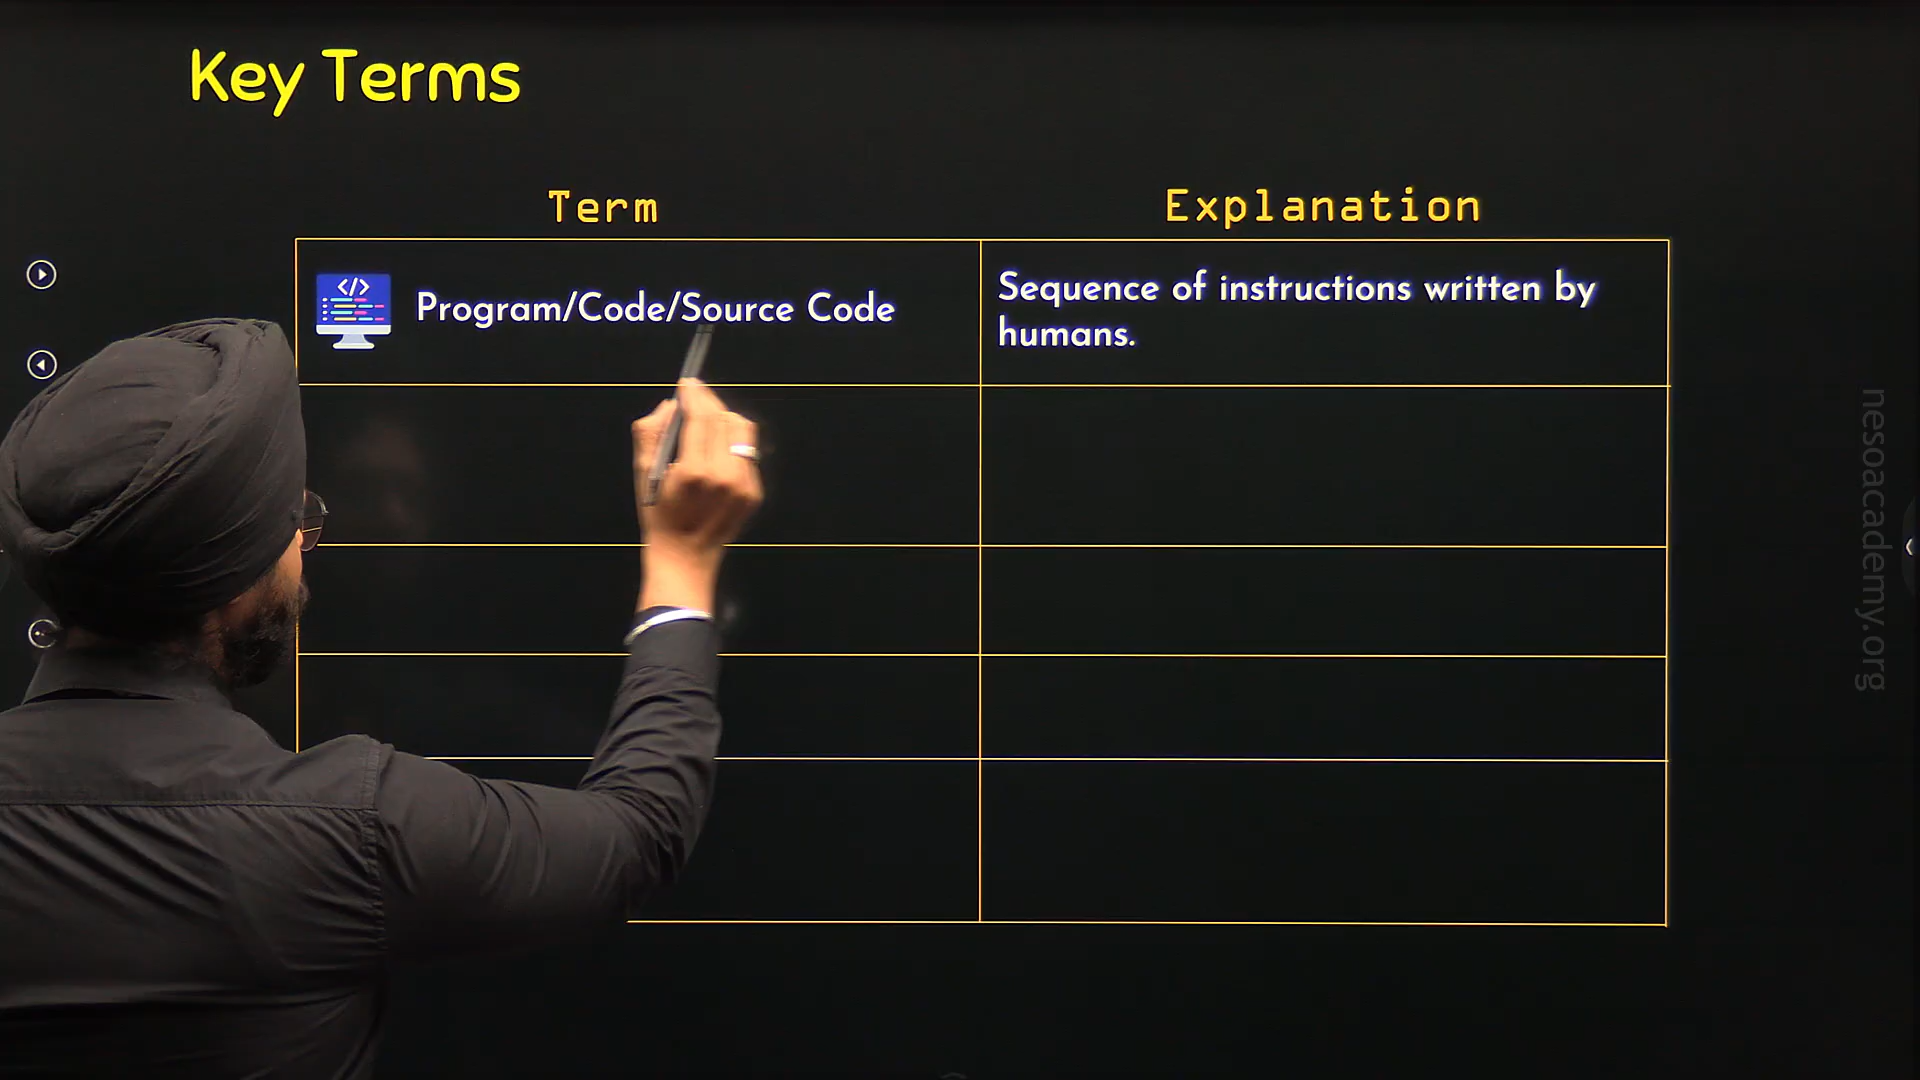 Key Terms
Term
Explanation
</>
Program/Code/Source Code
Sequence of instructions written by
humans.
nesoacademy.org